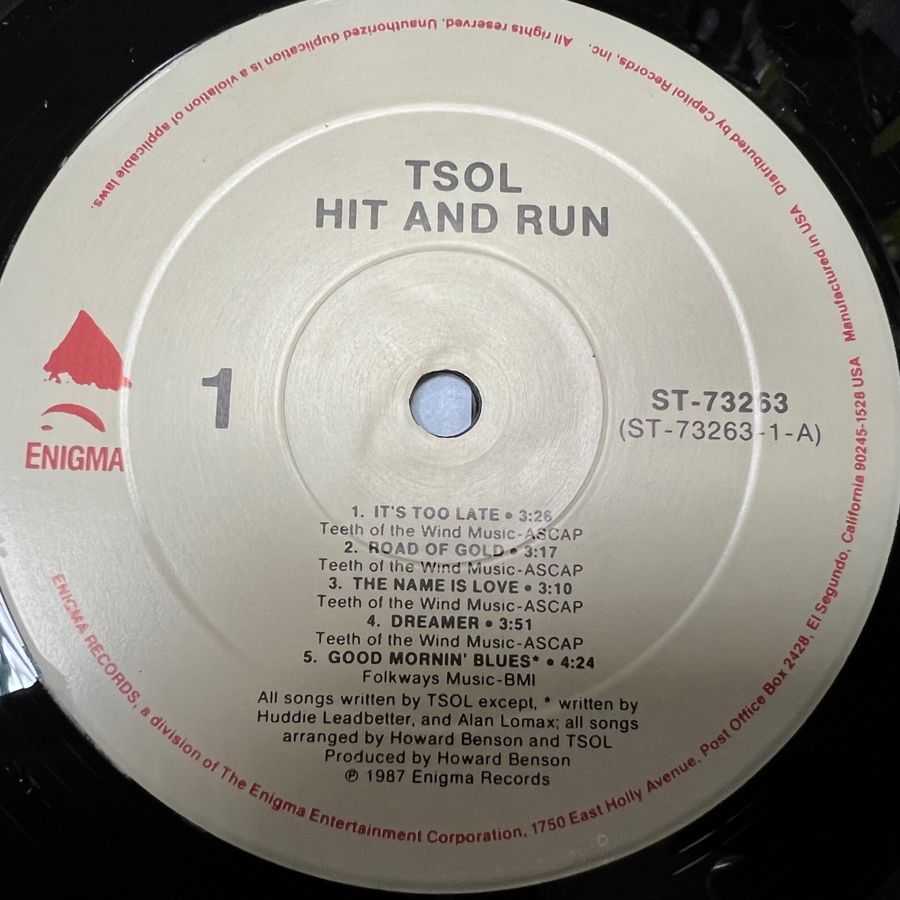 TSOL
HIT AND RUN
1
ST-73263
(ST-73263-1-A)
ENIGMA
1. IT'S TOO LATE • 3:26
Teeth of the Wind Music-ASCAP
2. ROAD OF GOLD • 3:17
Teeth of the Wind Music-ASCAP
3. THE NAME IS LOVE • 3:10
Teeth of the Wind Music-ASCAP
4. DREAMER • 3:51
Teeth of the Wind Music-ASCAP
5. GOOD MORNIN' BLUES* • 4:24
Folkways Music-BMI
All songs written by TSOL except, * written by
Huddie Leadbetter, and Alan Lomax; all songs
arranged by Howard Benson and TSOL
Produced by Howard Benson
℗ 1987 Enigma Records
ENIGMA RECORDS, a division of The Enigma Entertainment Corporation, 1750 East Holly Avenue, Post Office Box 2428, El Segundo, California 90245-1528 USA Manufactured in USA Distributed by Capitol Records, Inc. All rights reserved. Unauthorized duplication is a violation of applicable laws.